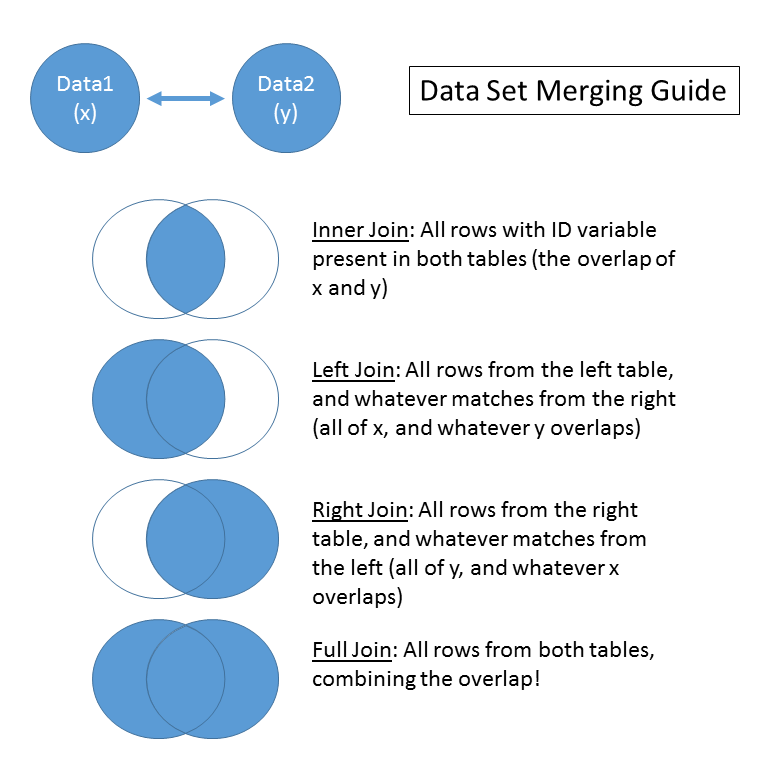 Data1
(x)
Data2
(y)
Data Set Merging Guide
Inner Join: All rows with ID variable
present in both tables (the overlap of
x and y)
Left Join: All rows from the left table,
and whatever matches from the right
(all of x, and whatever y overlaps)
Right Join: All rows from the right
table, and whatever matches from
the left (all of y, and whatever x
overlaps)
Full Join: All rows from both tables,
combining the overlap!